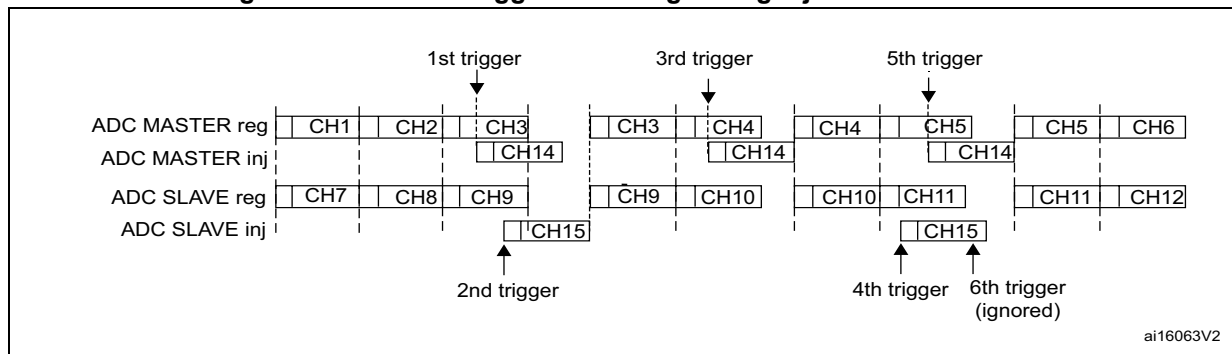 1st trigger 3rd trigger 5th trigger
ADC MASTER reg CH1 CH2 CH3 CH3 CH4 CH4 CH5 CH5 CH6
ADC MASTER inj CH14 CH14 CH14
ADC SLAVE reg CH7 CH8 CH9 CH9 CH10 CH10 CH11 CH11 CH12
ADC SLAVE inj CH15 CH15
2nd trigger 4th trigger 6th trigger
(ignored)
ai16063V2